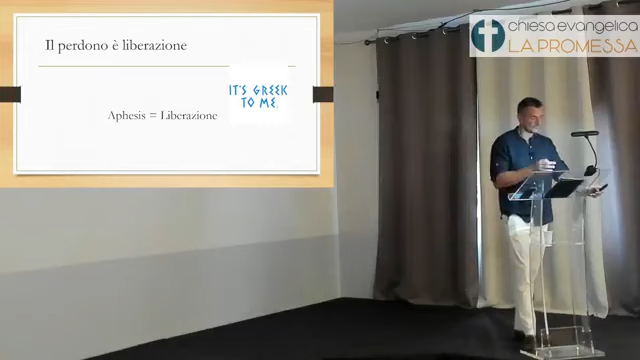 Il perdono è liberazione
IT'S GREEK
TO ME.
Aphesis = Liberazione
chiesa evangelica
LA PROMESSA